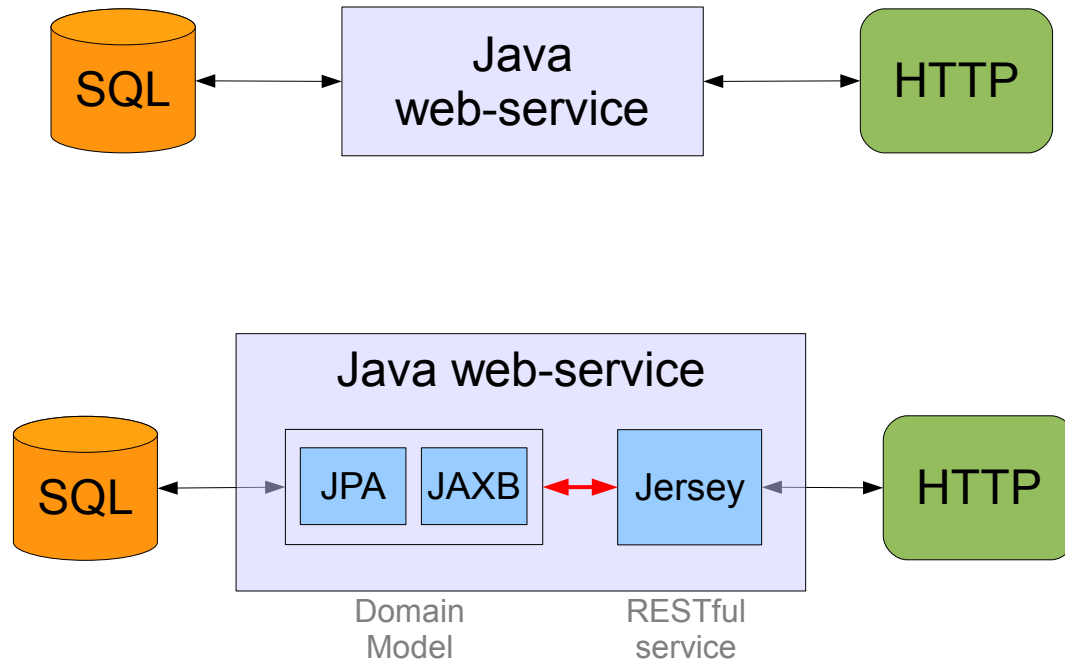 SQL
Java
web-service
HTTP
Java web-service
SQL
JPA
JAXB
Jersey
HTTP
Domain
Model
RESTful
service